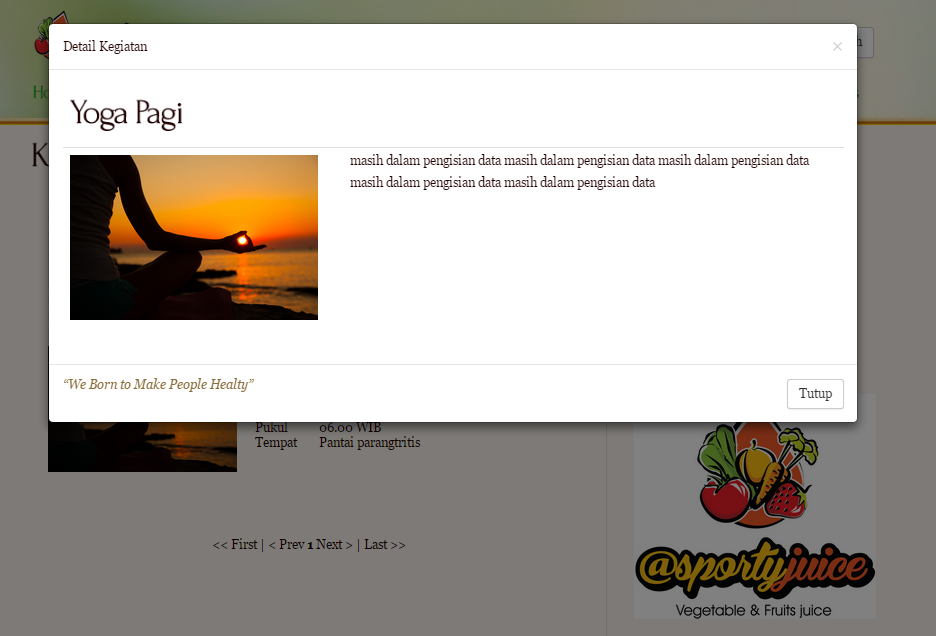 Detail Kegiatan
×
Yoga Pagi
masih dalam pengisian data masih dalam pengisian data masih dalam pengisian data
masih dalam pengisian data masih dalam pengisian data
“We Born to Make People Healty”
Tutup
Pukul 06.00 WIB
Tempat Pantai parangtritis
<< First | < Prev 1 Next > | Last >>
@sportyjuice
Vegetable & Fruits juice